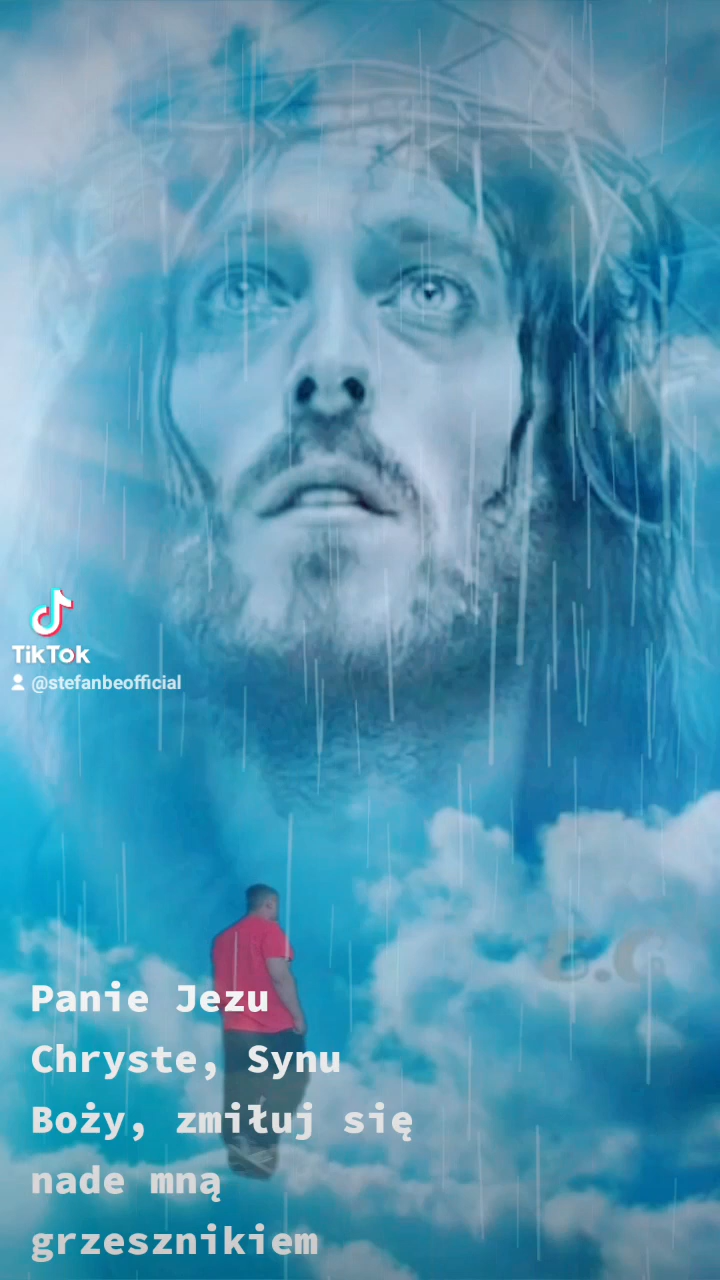 TikTok
@stefanbeofficial
E.G
Panie Jezu
Chryste, Synu
Boży, zmiłuj się
nade mną
grzesznikiem